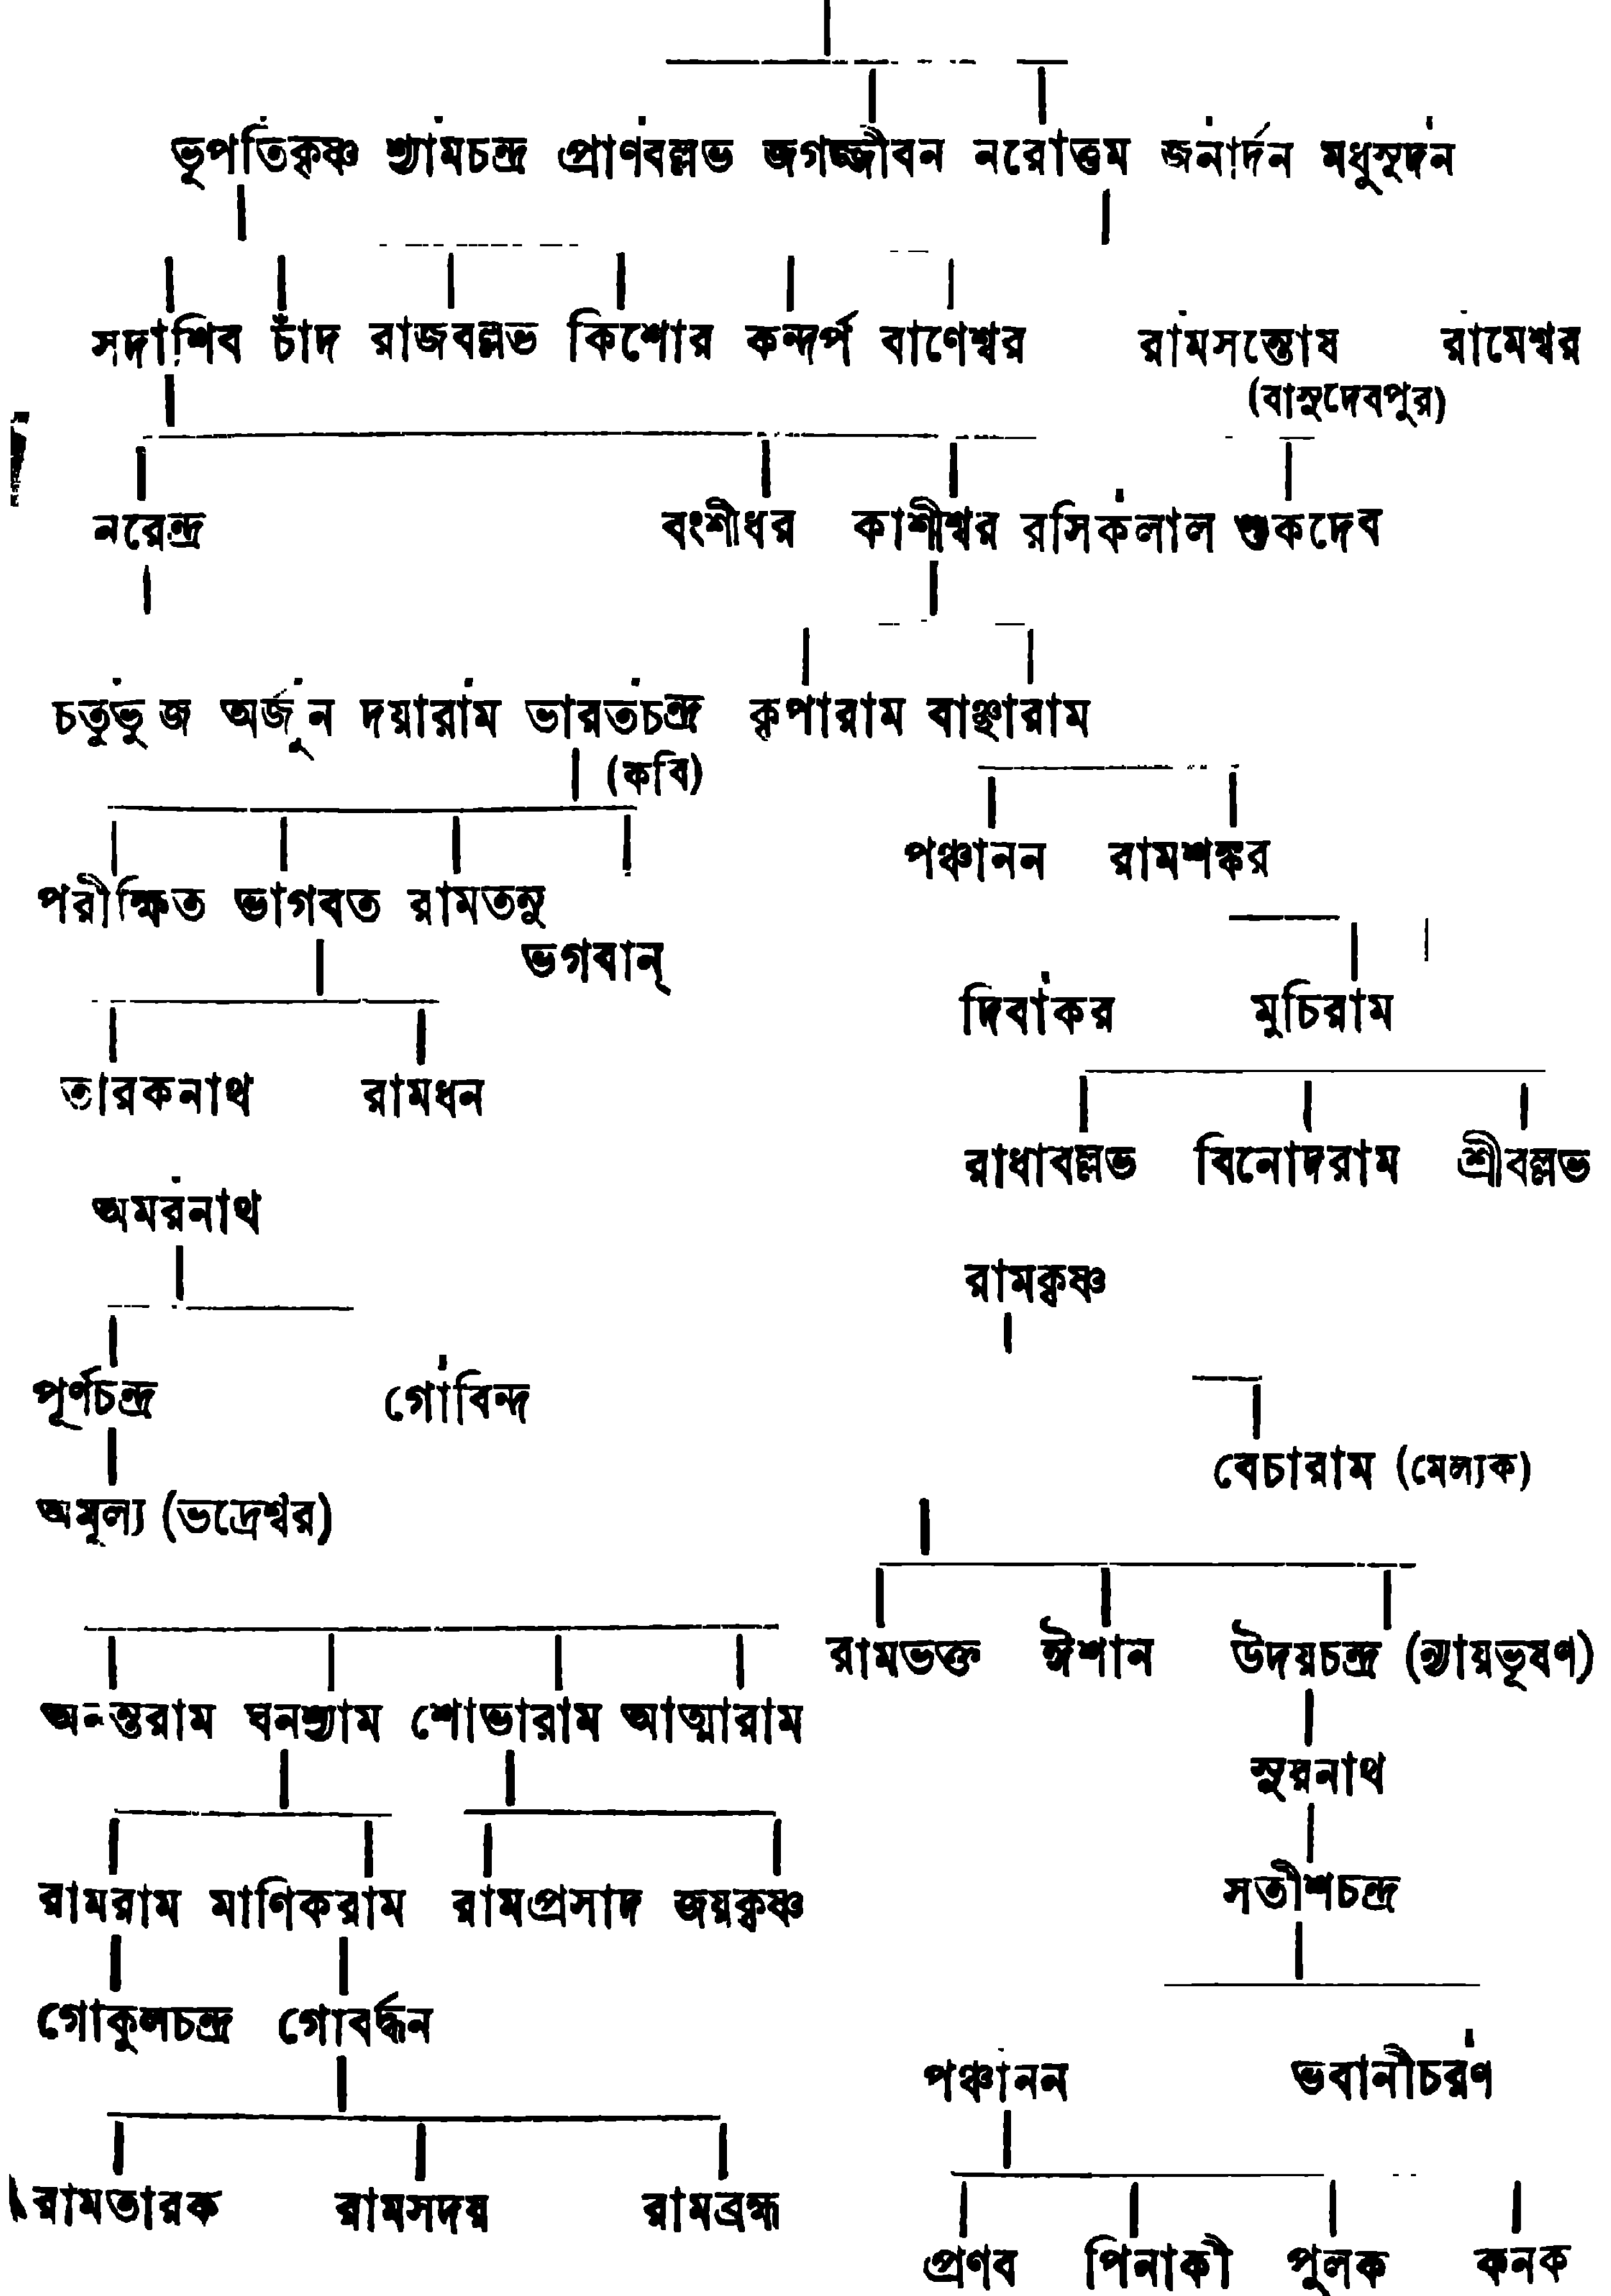 ভূপতিকৃষ্ণ শ্যামচন্দ্র প্রাণবল্লভ জগজ্জীবন নরোত্তম জনার্দন মধুসূদন
সদাশিব চাঁদ রাজবল্লভ কিশোর কন্দর্প বাণেশ্বর রামসন্তোষ রামেশ্বর
(বাসুদেবপুর)
নরেন্দ্র বংশীধর কাশীশ্বর রসিকলাল শুকদেব
চতুর্ভুজ অর্জুন দয়ারাম ভারতচন্দ্র কৃপারাম বাঞ্ছারাম
(কবি)
পঞ্চানন রামশঙ্কর
পরীক্ষিত ভাগবত রামতনু
ভগবান্
দিবাকর মুচিরাম
তারকনাথ রামধন
রাধাবল্লভ বিনোদরাম শ্রীবল্লভ
অমরনাথ
রামকৃষ্ণ
পূর্ণচন্দ্র গোবিন্দ
বেচারাম (মেল্যক)
অমূল্য (ভদ্রেশ্বর)
রামভক্ত ঈশান উদয়চন্দ্র (ন্যায়ভূষণ)
অনন্তরাম ঘনশ্যাম শোভারাম আত্মারাম
সুরনাথ
সতীশচন্দ্র
রামরাম মাণিকরাম রামপ্রসাদ জয়কৃষ্ণ
গোকুলচন্দ্র গোবর্দ্ধন
পঞ্চানন ভবানীচরণ
রামতারক রামসদয় রামব্রহ্ম
প্রণব পিনাকী পুলক কনক